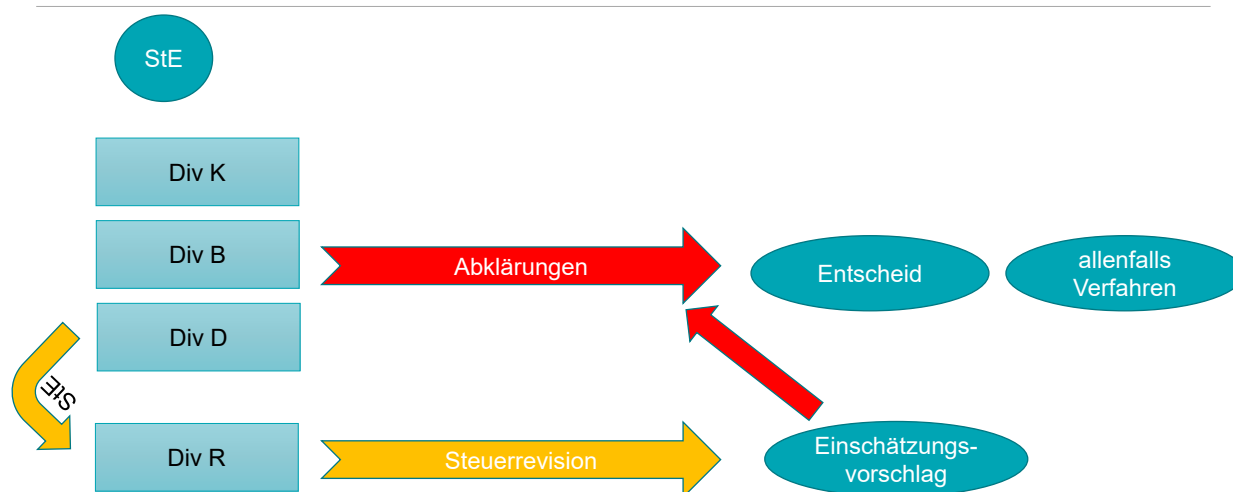 StE
Div K
Div B
Abklärungen
Entscheid
allenfalls
Verfahren
Div D
StE
Div R
Steuerrevision
Einschätzungs-
vorschlag